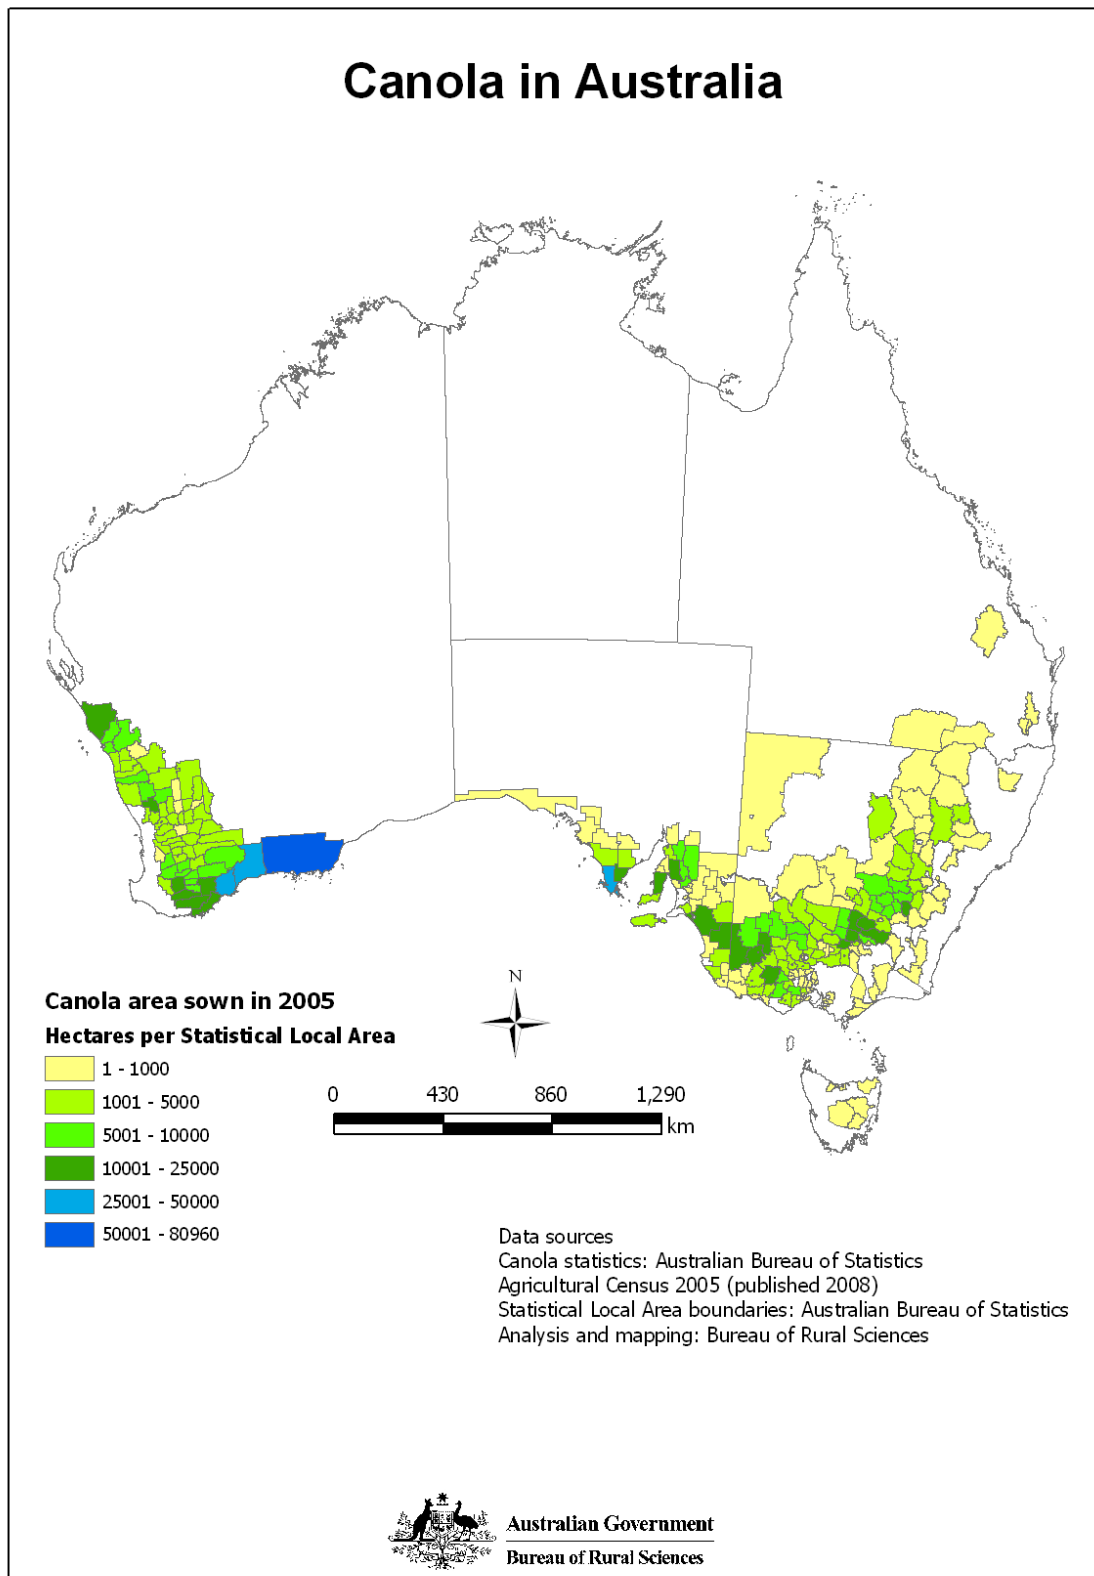 Canola in Australia
N
Canola area sown in 2005
Hectares per Statistical Local Area
1 - 1000
1001 - 5000
5001 - 10000
10001 - 25000
25001 - 50000
50001 - 80960
0 430 860 1,290
km
Data sources
Canola statistics: Australian Bureau of Statistics
Agricultural Census 2005 (published 2008)
Statistical Local Area boundaries: Australian Bureau of Statistics
Analysis and mapping: Bureau of Rural Sciences
Australian Government
Bureau of Rural Sciences